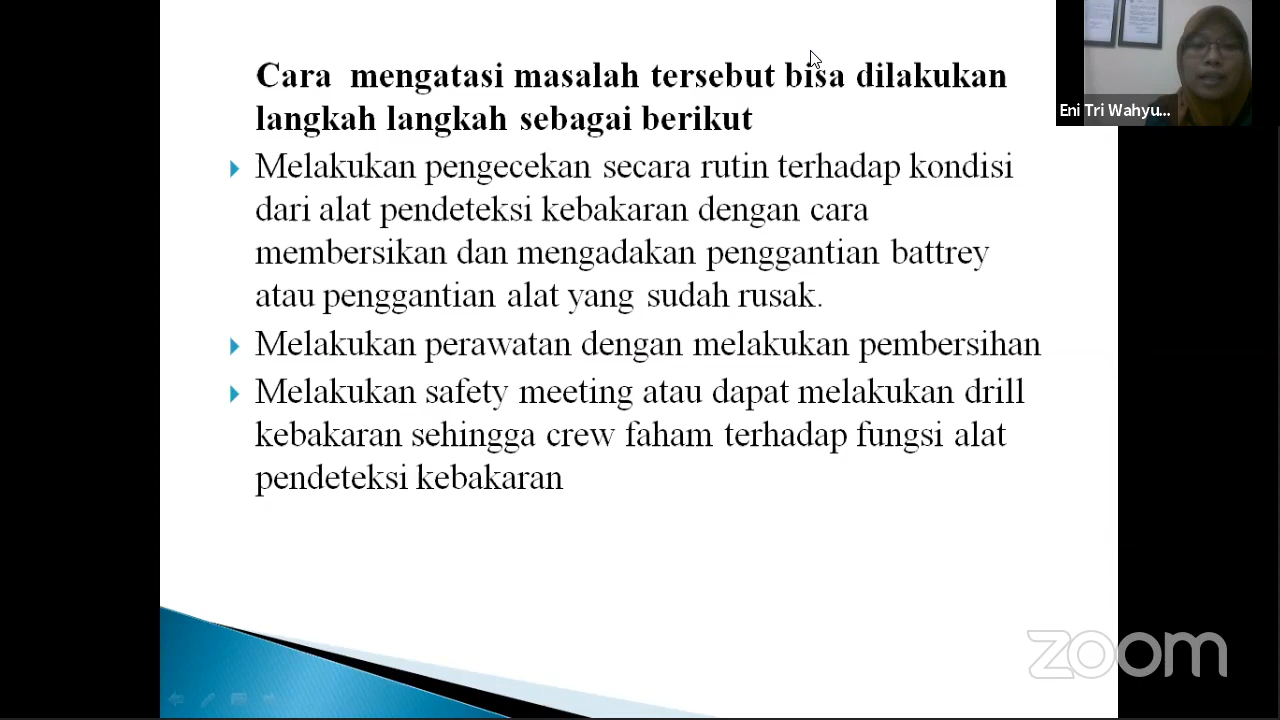 Cara mengatasi masalah tersebut bisa dilakukan
langkah langkah sebagai berikut
Melakukan pengecekan secara rutin terhadap kondisi
dari alat pendeteksi kebakaran dengan cara
membersikan dan mengadakan penggantian battrey
atau penggantian alat yang sudah rusak.
Melakukan perawatan dengan melakukan pembersihan
Melakukan safety meeting atau dapat melakukan drill
kebakaran sehingga crew faham terhadap fungsi alat
pendeteksi kebakaran
Eni Tri Wahyu...
zoom